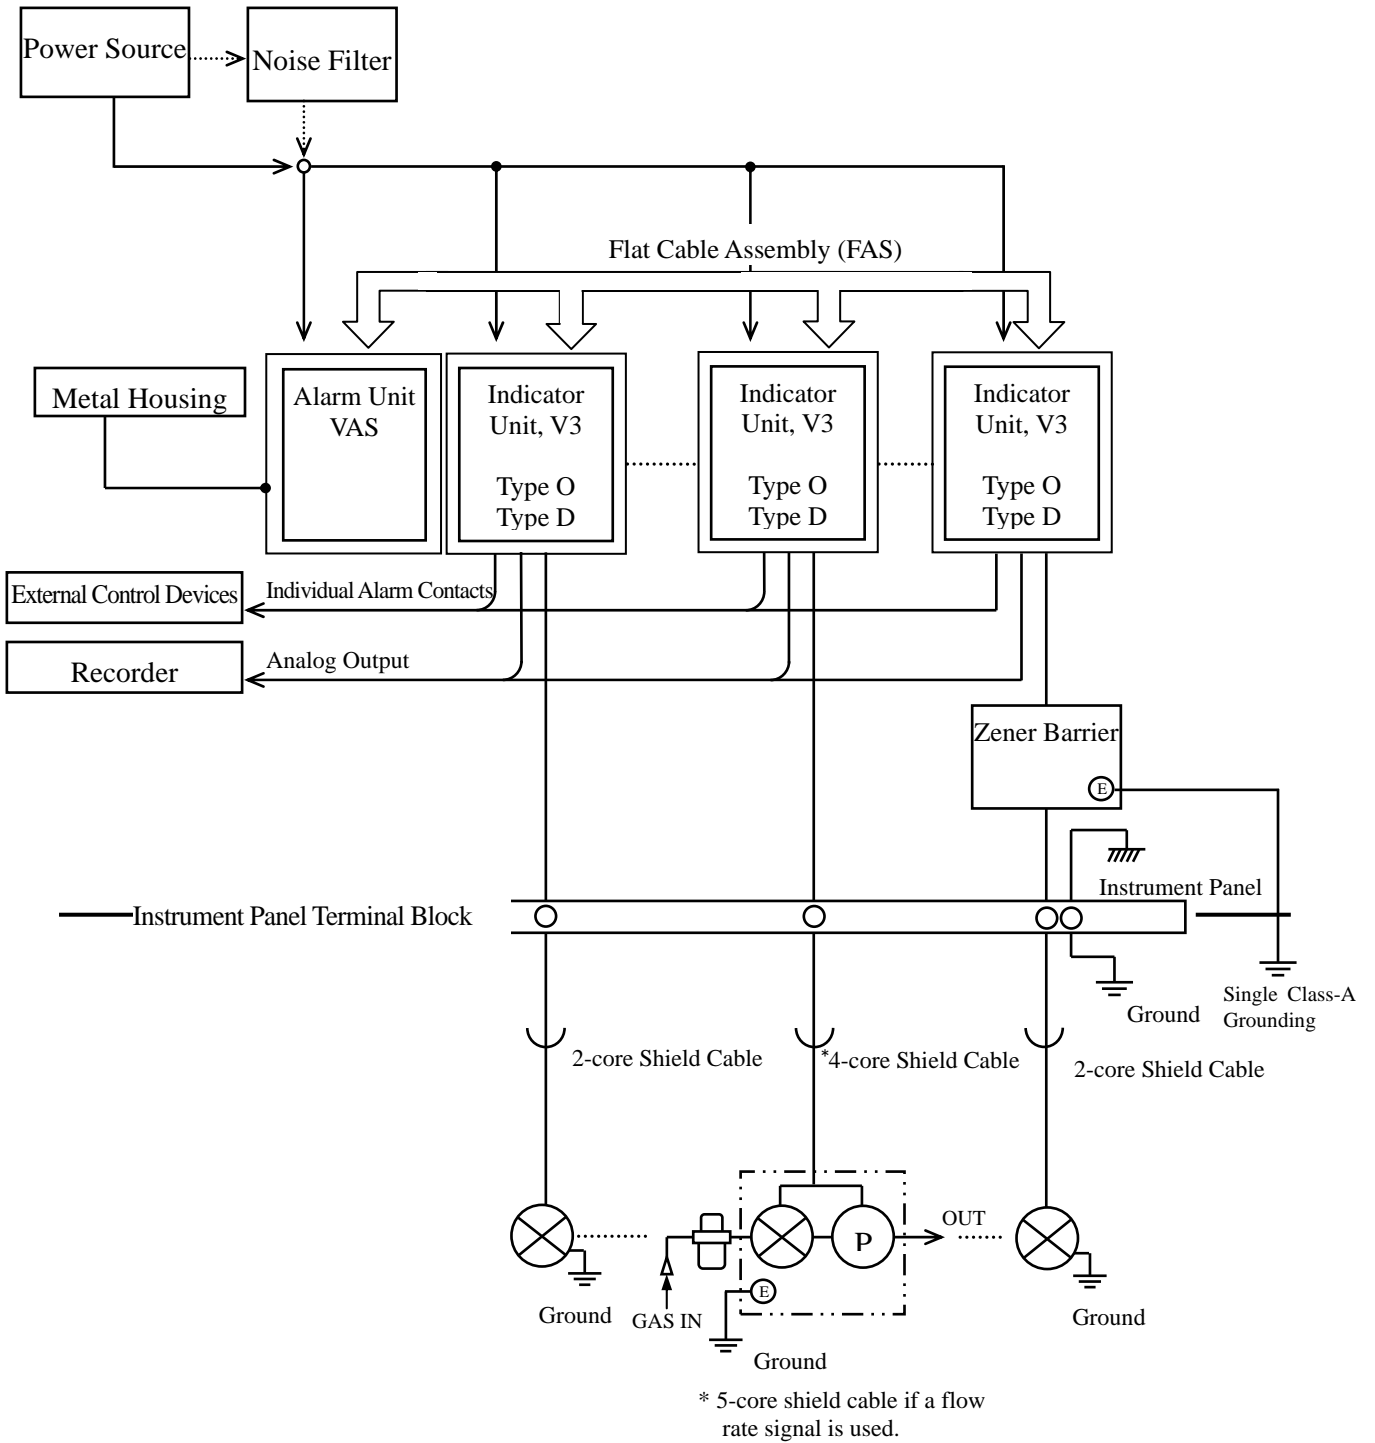 Power Source
Noise Filter
Flat Cable Assembly (FAS)
Metal Housing
Alarm Unit
VAS
Indicator
Unit, V3
Type O
Type D
Indicator
Unit, V3
Type O
Type D
Indicator
Unit, V3
Type O
Type D
External Control Devices
Individual Alarm Contacts
Recorder
Analog Output
Zener Barrier
E
Instrument Panel
Instrument Panel Terminal Block
Ground
Single Class-A
Grounding
2-core Shield Cable
*4-core Shield Cable
2-core Shield Cable
OUT
P
E
Ground
GAS IN
Ground
Ground
* 5-core shield cable if a flow
rate signal is used.